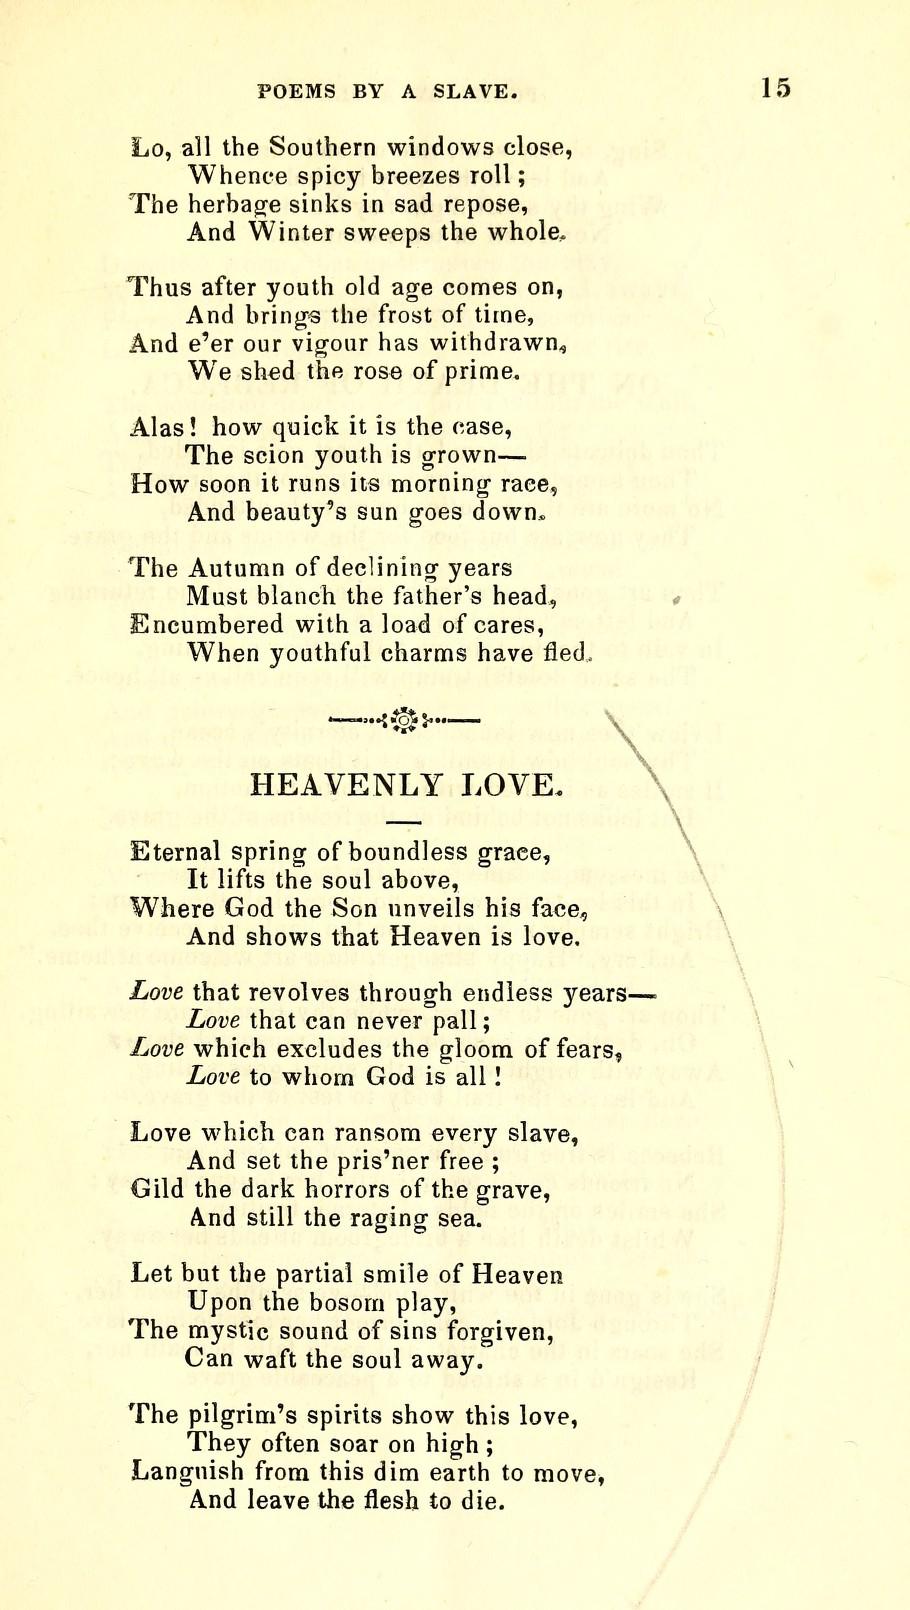 POEMS BY A SLAVE. 15
Lo, all the Southern windows close,
Whence spicy breezes roll;
The herbage sinks in sad repose,
And Winter sweeps the whole.
Thus after youth old age comes on,
And brings the frost of time,
And e'er our vigour has withdrawn,
We shed the rose of prime.
Alas! how quick it is the case,
The scion youth is grown—
How soon it runs its morning race,
And beauty's sun goes down.
The Autumn of declining years
Must blanch the father's head,
Encumbered with a load of cares,
When youthful charms have fled.
HEAVENLY LOVE.
Eternal spring of boundless grace,
It lifts the soul above,
Where God the Son unveils his face,
And shows that Heaven is love.
Love that revolves through endless years—
Love that can never pall;
Love which excludes the gloom of fears,
Love to whom God is all!
Love which can ransom every slave,
And set the pris'ner free;
Gild the dark horrors of the grave,
And still the raging sea.
Let but the partial smile of Heaven
Upon the bosom play,
The mystic sound of sins forgiven,
Can waft the soul away.
The pilgrim's spirits show this love,
They often soar on high;
Languish from this dim earth to move,
And leave the flesh to die.